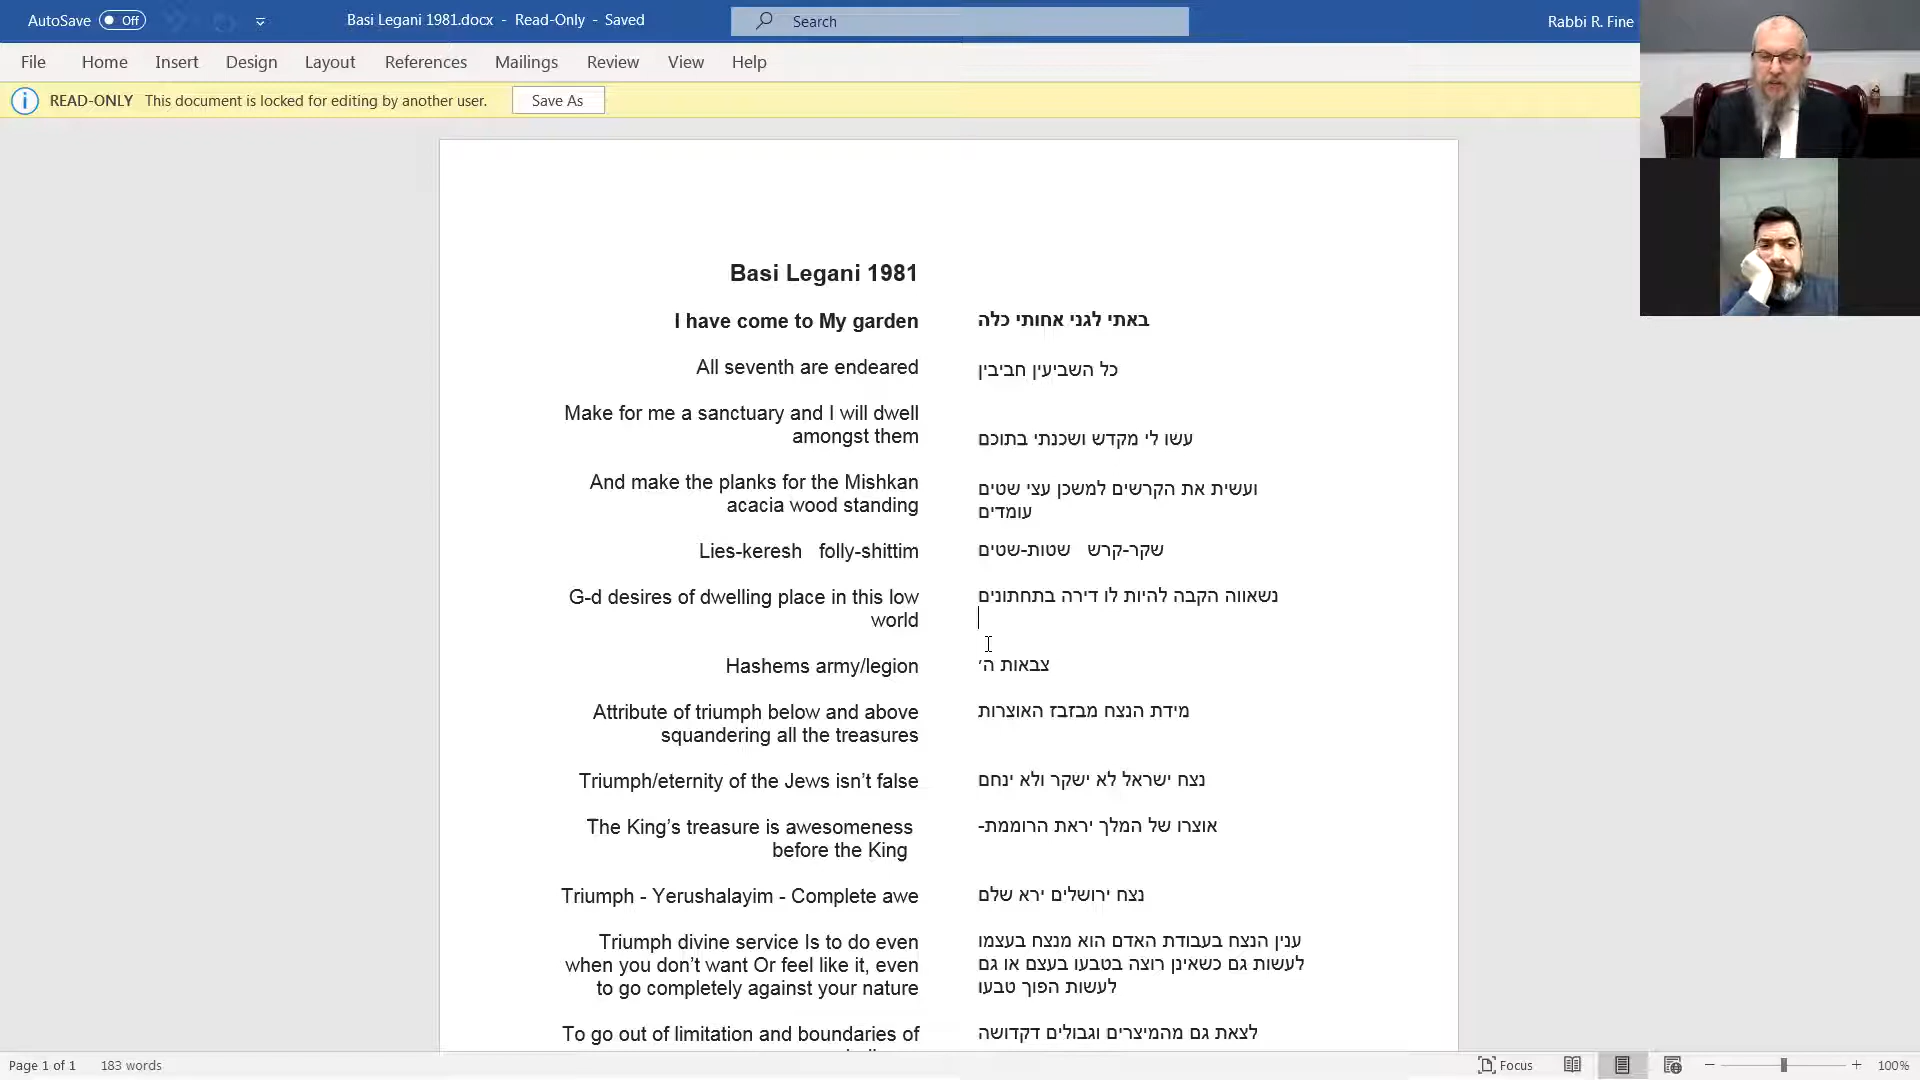 AutoSave Off Basi Legani 1981.docx - Read-Only - Saved Search Rabbi R. Fine
File Home Insert Design Layout References Mailings Review View Help
READ-ONLY This document is locked for editing by another user. Save As
Basi Legani 1981
I have come to My garden באתי לגני אחותי כלה
All seventh are endeared כל השביעין חביבין
Make for me a sanctuary and I will dwell
amongst them עשו לי מקדש ושכנתי בתוכם
And make the planks for the Mishkan ועשית את הקרשים למשכן עצי שטים
acacia wood standing עומדים
Lies-keresh folly-shittim שקר-קרש שטות-שטים
G-d desires of dwelling place in this low נשאווה הקבה להיות לו דירה בתחתונים
world
Hashems army/legion צבאות ה׳
Attribute of triumph below and above מידת הנצח מבזבז האוצרות
squandering all the treasures
Triumph/eternity of the Jews isn’t false נצח ישראל לא ישקר ולא ינחם
The King’s treasure is awesomeness אוצרו של המלך יראת הרוממת-
before the King
Triumph - Yerushalayim - Complete awe נצח ירושלים ירא שלם
Triumph divine service Is to do even ענין הנצח בעבודת האדם הוא מנצח בעצמו
when you don’t want Or feel like it, even לעשות גם כשאינן רוצה בטבעו בעצם או גם
to go completely against your nature לעשות הפוך טבעו
To go out of limitation and boundaries of לצאת גם מהמיצרים וגבולים דקדושה
Page 1 of 1 183 words Focus 100%